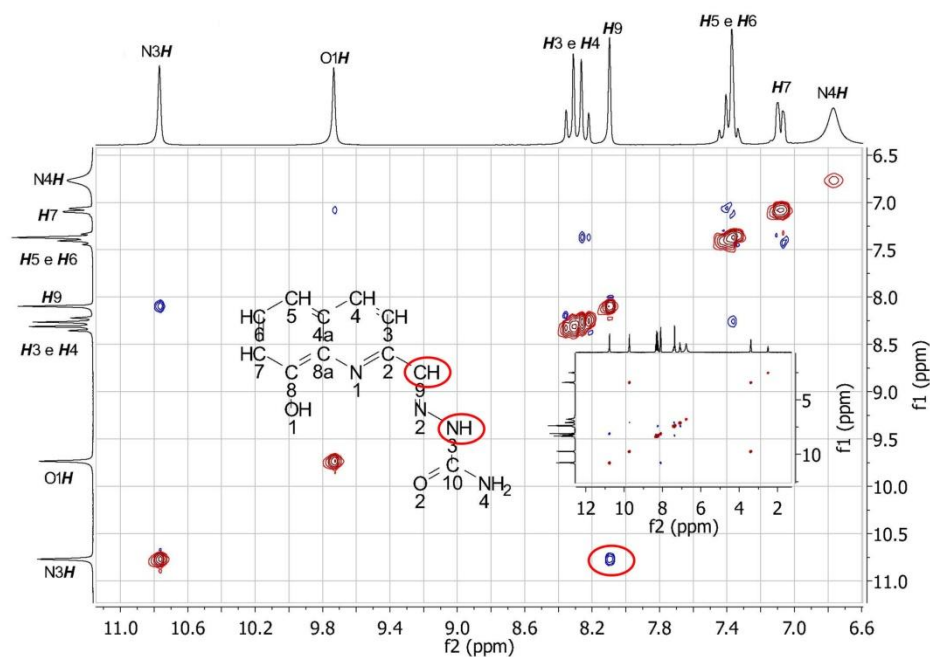 H5 e H6
H9
N3H
O1H
H3 e H4
H7
N4H
N4H
H7
H5 e H6
H9
H3 e H4
O1H
N3H
6.5
7.0
7.5
8.0
8.5
9.0
9.5
10.0
10.5
11.0
f1 (ppm)
CH CH
HC 5 4 CH
6 4a 3
HC 7 8a N 2 CH
8 1 9
OH N
1 2 NH
3
C
O 10 NH2
2 4
5
10
f1 (ppm)
12 10 8 6 4 2
f2 (ppm)
11.0 10.6 10.2 9.8 9.4 9.0 8.6 8.2 7.8 7.4 7.0 6.6
f2 (ppm)